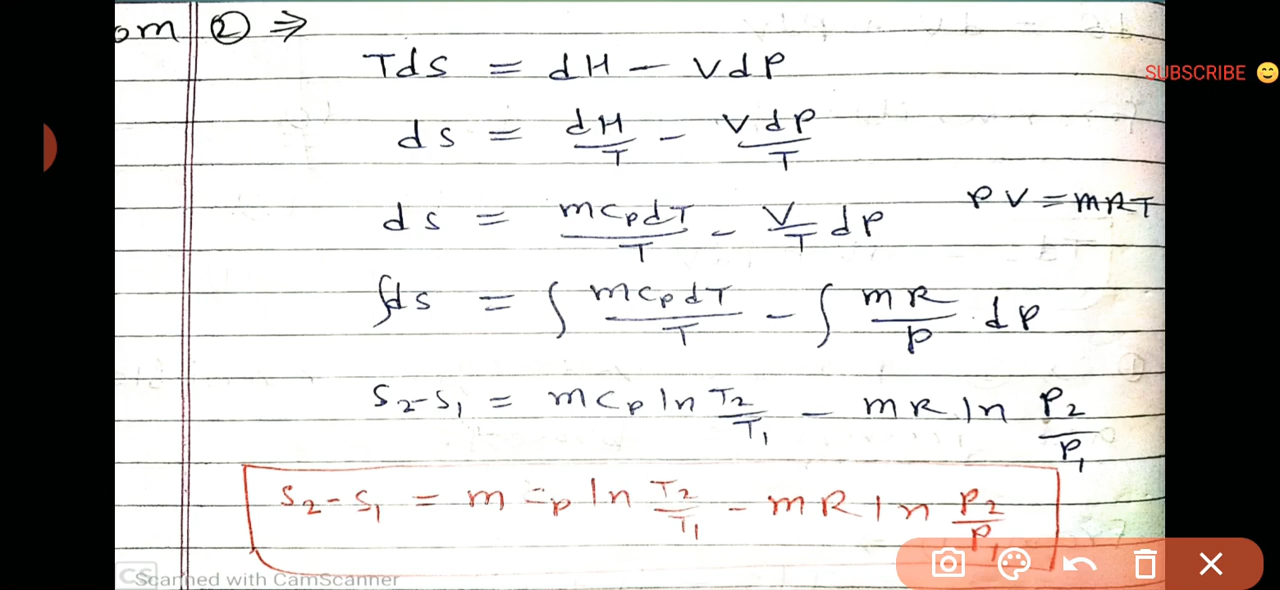 om ② ⇒
Tds = dH - VdP
ds = dH/T - VdP/T
ds = mCpdT/T - V/T dP PV = mRT
∫ds = ∫ mCpdT/T - ∫ mR/P dP
S₂-S₁ = mCp ln T₂/T₁ - mR ln P₂/P₁
S₂-S₁ = m Cp ln T₂/T₁ - mR ln P₂/P₁
SUBSCRIBE 😊
CS Scanned with CamScanner